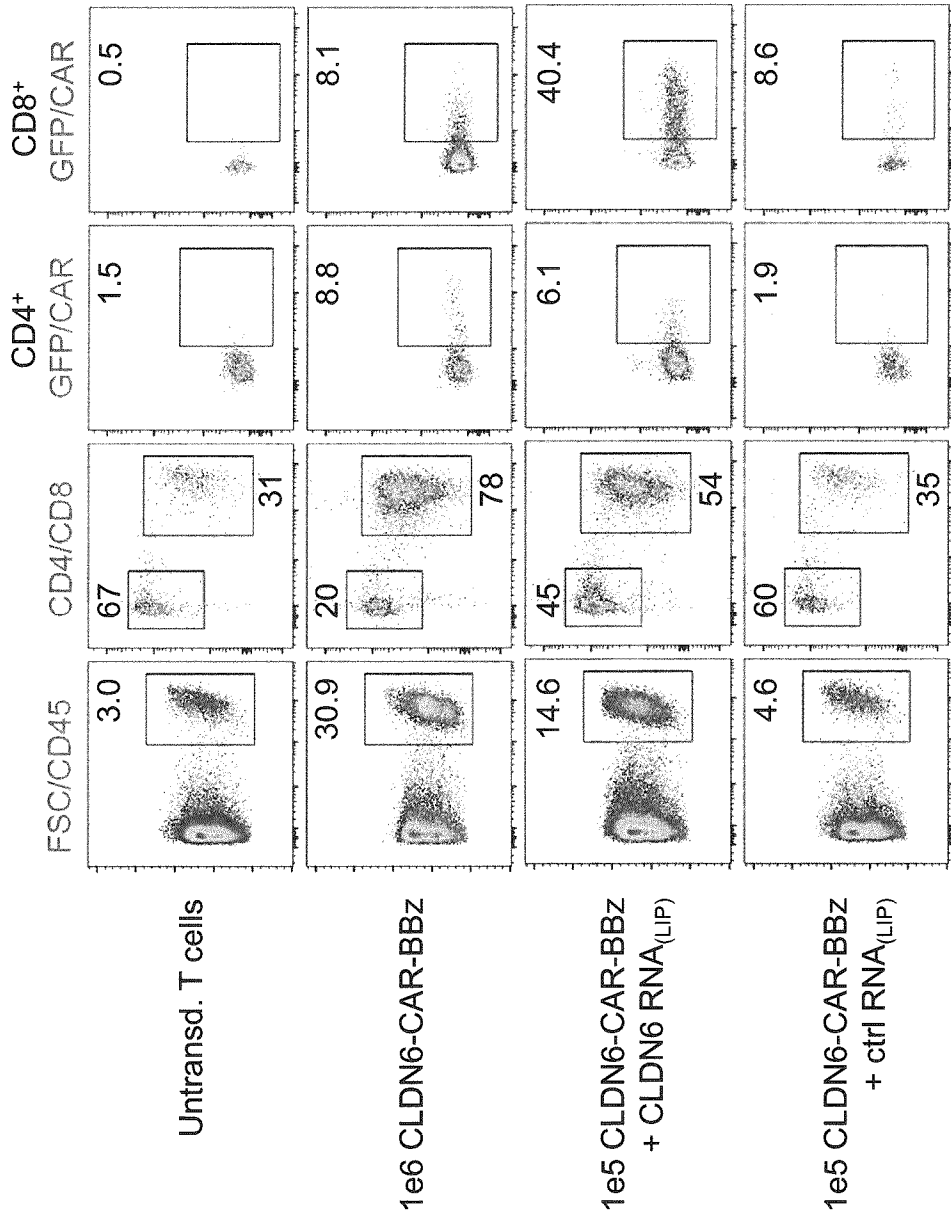 FSC/CD45
CD4/CD8
CD4+
GFP/CAR
CD8+
GFP/CAR
Untransd. T cells
3.0
67
31
1.5
0.5
1e6 CLDN6-CAR-BBz
30.9
20
78
8.8
8.1
1e5 CLDN6-CAR-BBz
+ CLDN6 RNA(LIP)
14.6
45
54
6.1
40.4
1e5 CLDN6-CAR-BBz
+ ctrl RNA(LIP)
4.6
60
35
1.9
8.6